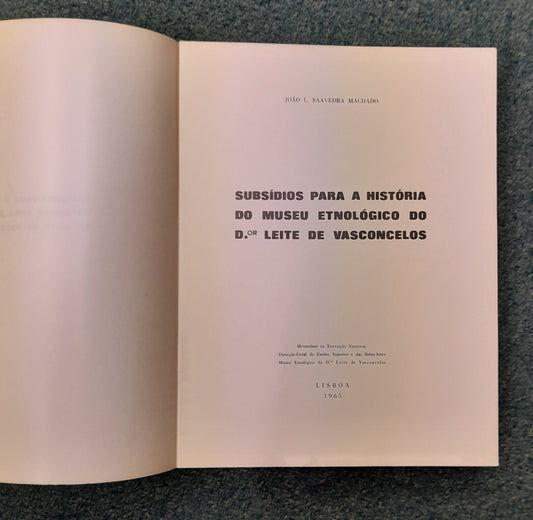 JOÃO L. SAAVEDRA MACHADO
SUBSÍDIOS PARA A HISTÓRIA
DO MUSEU ETNOLÓGICO DO
D.OR LEITE DE VASCONCELOS
Ministério da Educação Nacional
Direcção-Geral do Ensino Superior e das Belas-Artes
Museu Etnológico do D.or Leite de Vasconcelos
LISBOA
1965